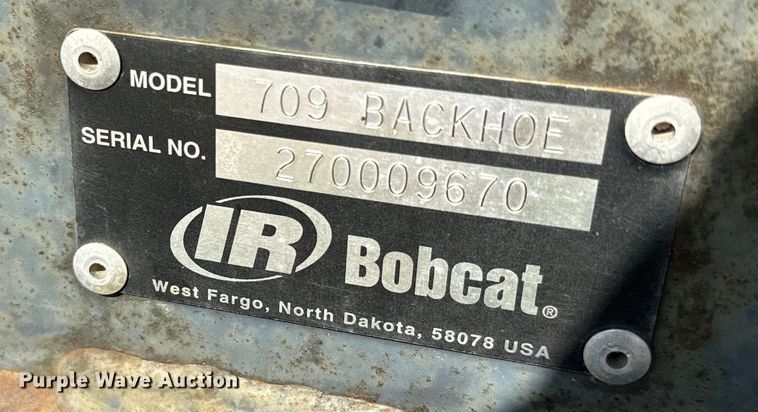 MODEL 709 BACKHOE
SERIAL NO. 270009670
IR Bobcat®
West Fargo, North Dakota, 58078 USA
Purple Wave Auction